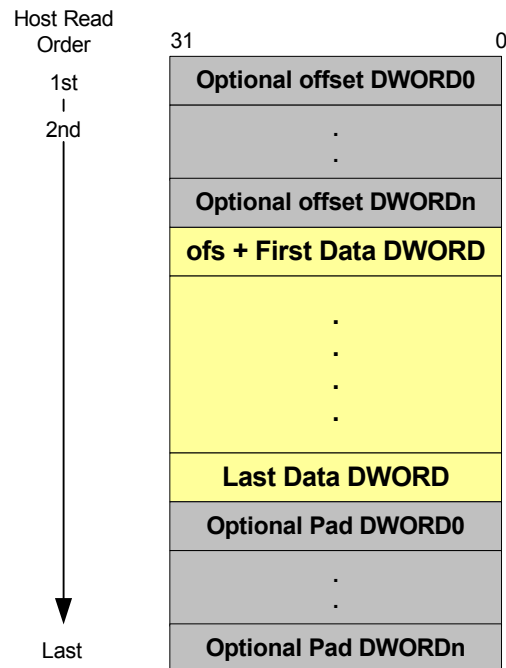 Host Read
Order
31 0
1st
2nd
Optional offset DWORD0
.
.
Optional offset DWORDn
ofs + First Data DWORD
.
.
.
.
Last Data DWORD
Optional Pad DWORD0
.
.
Last
Optional Pad DWORDn